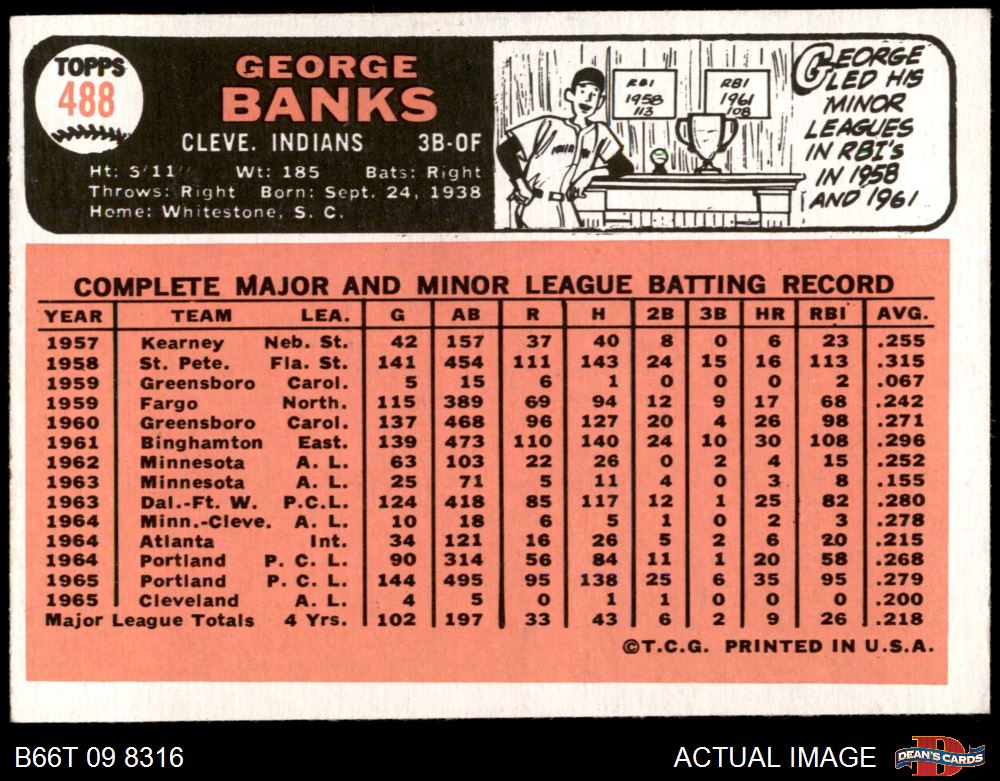 TOPPS
488
GEORGE
BANKS
CLEVE. INDIANS 3B-OF
Ht: 5'11" Wt: 185 Bats: Right
Throws: Right Born: Sept. 24, 1938
Home: Whitestone, S. C.
RBI
1958
113
RBI
1961
108
GEORGE
LED HIS
MINOR
LEAGUES
IN RBI's
IN 1958
AND 1961
COMPLETE MAJOR AND MINOR LEAGUE BATTING RECORD
YEAR TEAM LEA. G AB R H 2B 3B HR RBI AVG.
1957 Kearney Neb. St. 42 157 37 40 8 0 6 23 .255
1958 St. Pete. Fla. St. 141 454 111 143 24 15 16 113 .315
1959 Greensboro Carol. 5 15 6 1 0 0 0 2 .067
1959 Fargo North. 115 389 69 94 12 9 17 68 .242
1960 Greensboro Carol. 137 468 96 127 20 4 26 98 .271
1961 Binghamton East. 139 473 110 140 24 10 30 108 .296
1962 Minnesota A. L. 63 103 22 26 0 2 4 15 .252
1963 Minnesota A. L. 25 71 5 11 4 0 3 8 .155
1963 Dal.-Ft. W. P.C.L. 124 418 85 117 12 1 25 82 .280
1964 Minn.-Cleve. A. L. 10 18 6 5 1 0 2 3 .278
1964 Atlanta Int. 34 121 16 26 5 2 6 20 .215
1964 Portland P. C. L. 90 314 56 84 11 1 20 58 .268
1965 Portland P. C. L. 144 495 95 138 25 6 35 95 .279
1965 Cleveland A. L. 4 5 0 1 1 0 0 0 .200
Major League Totals 4 Yrs. 102 197 33 43 6 2 9 26 .218
©T.C.G. PRINTED IN U.S.A.
B66T 09 8316 ACTUAL IMAGE DEAN'S CARDS